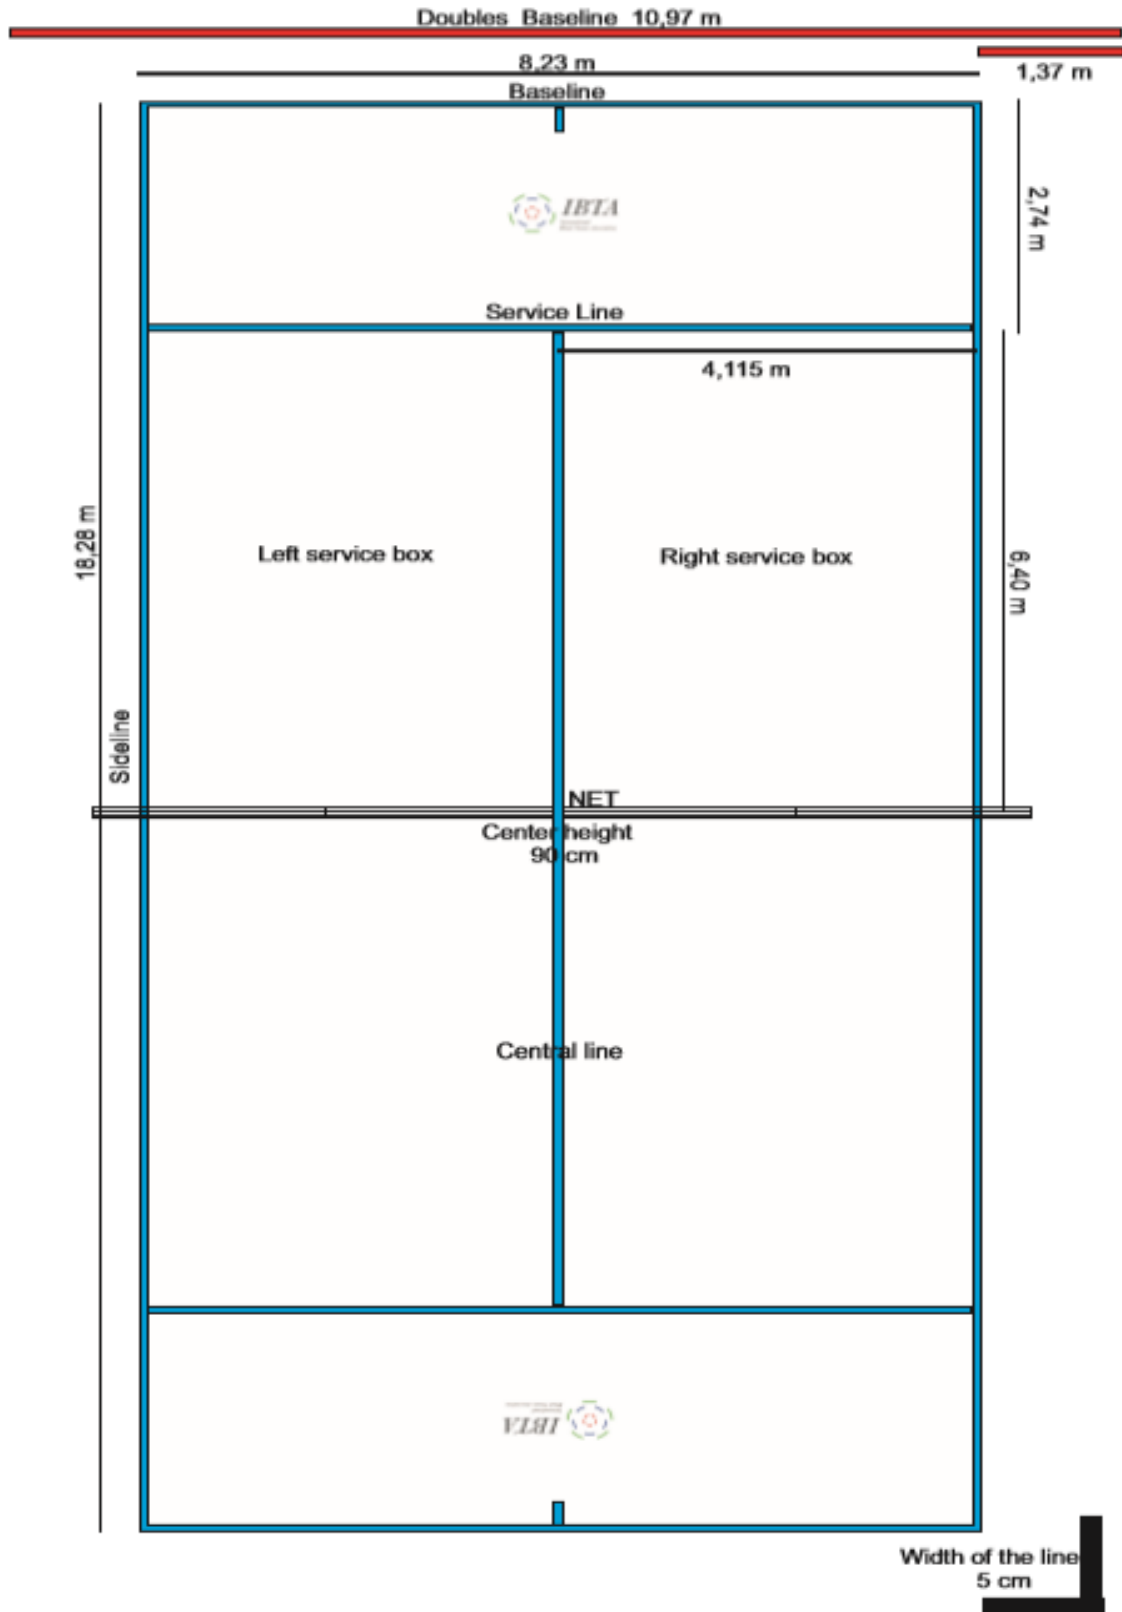 Doubles Baseline 10,97 m
8,23 m
1,37 m
Baseline
2,74 m
IBTA
Service Line
4,115 m
18,28 m
Left service box
Right service box
6,40 m
Sideline
NET
Center height
90 cm
Central line
IBTA
Width of the line
5 cm